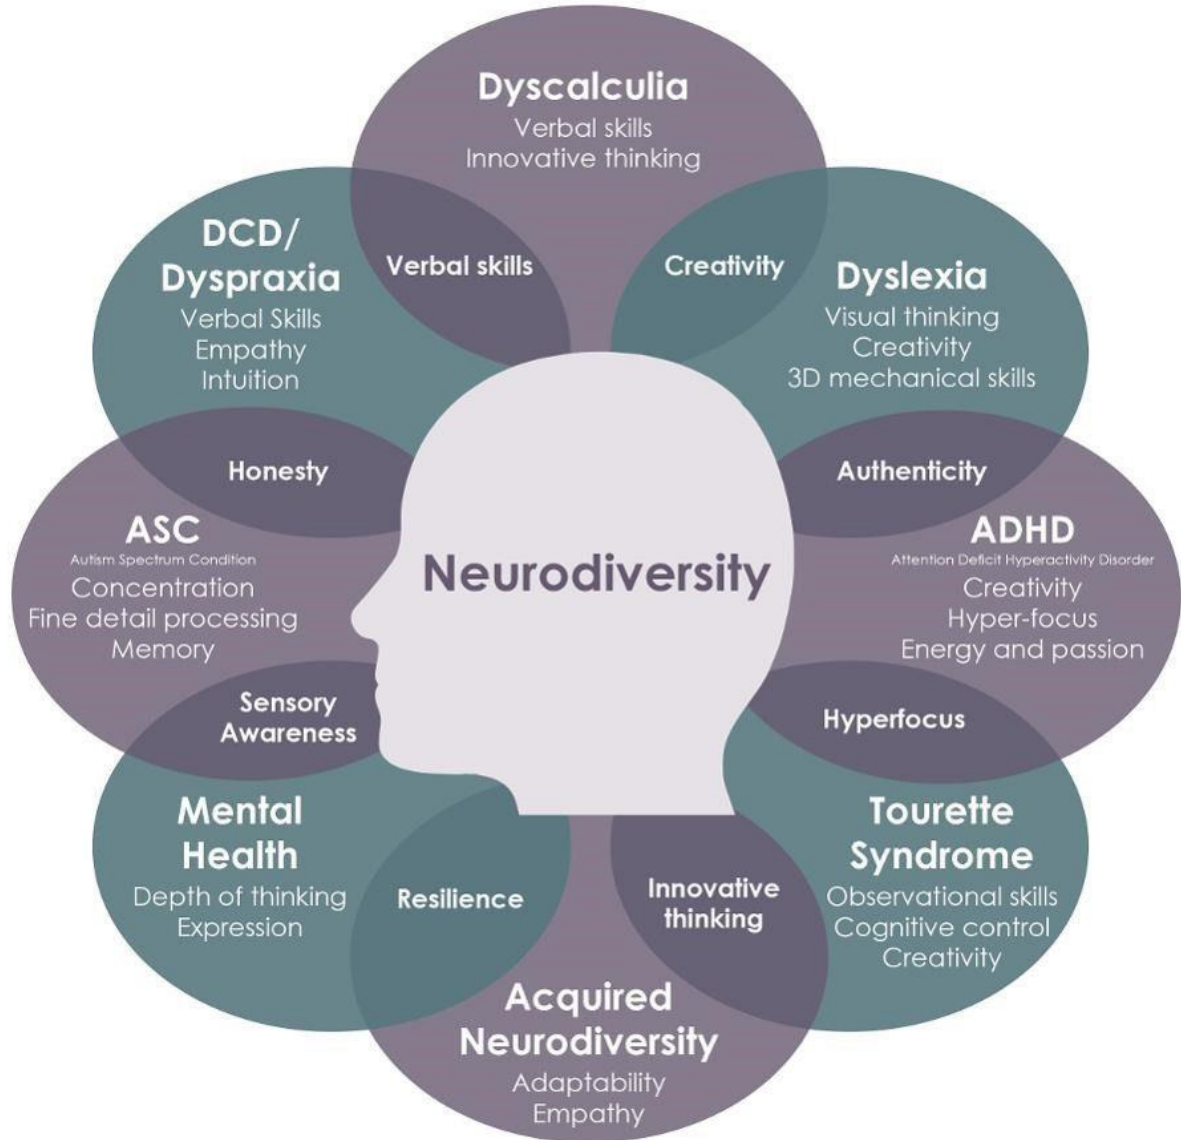 Dyscalculia
Verbal skills
Innovative thinking
Verbal skills
Creativity
DCD/
Dyspraxia
Verbal Skills
Empathy
Intuition
Dyslexia
Visual thinking
Creativity
3D mechanical skills
Honesty
Authenticity
ASC
Autism Spectrum Condition
Concentration
Fine detail processing
Memory
Neurodiversity
ADHD
Attention Deficit Hyperactivity Disorder
Creativity
Hyper-focus
Energy and passion
Sensory
Awareness
Hyperfocus
Mental
Health
Depth of thinking
Expression
Resilience
Innovative
thinking
Tourette
Syndrome
Observational skills
Cognitive control
Creativity
Acquired
Neurodiversity
Adaptability
Empathy